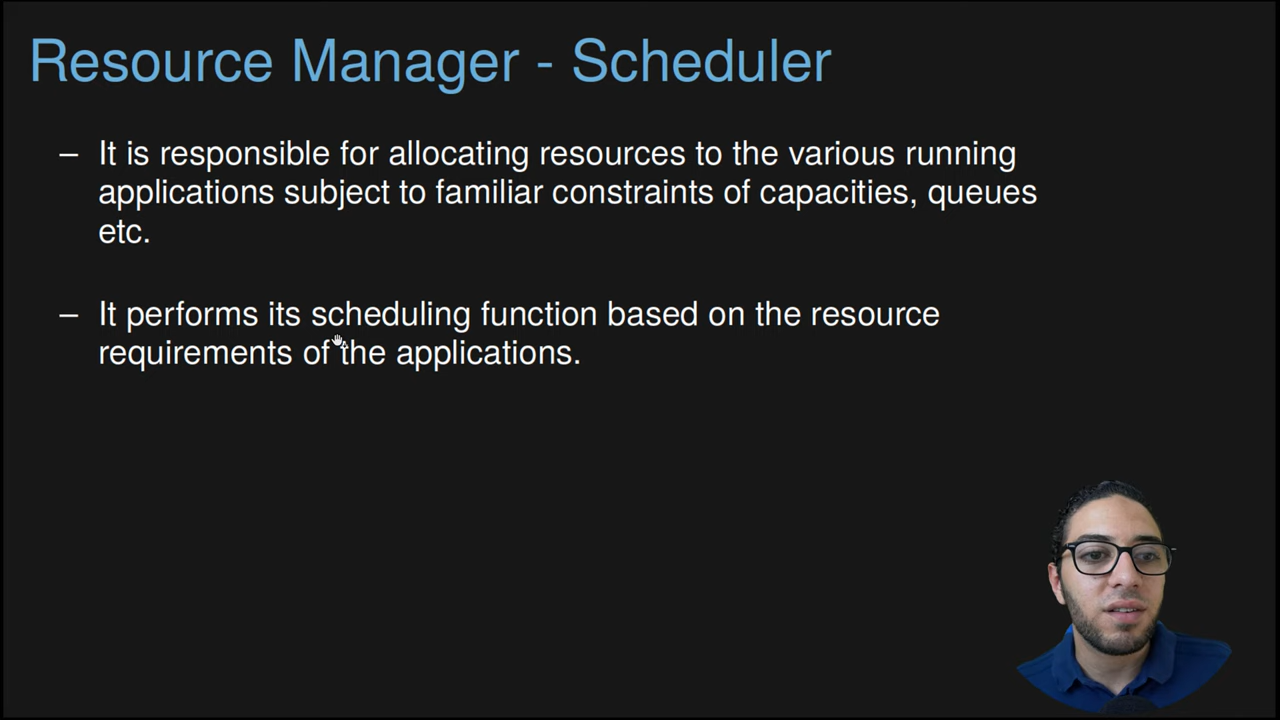 Resource Manager - Scheduler
– It is responsible for allocating resources to the various running
applications subject to familiar constraints of capacities, queues
etc.
– It performs its scheduling function based on the resource
requirements of the applications.